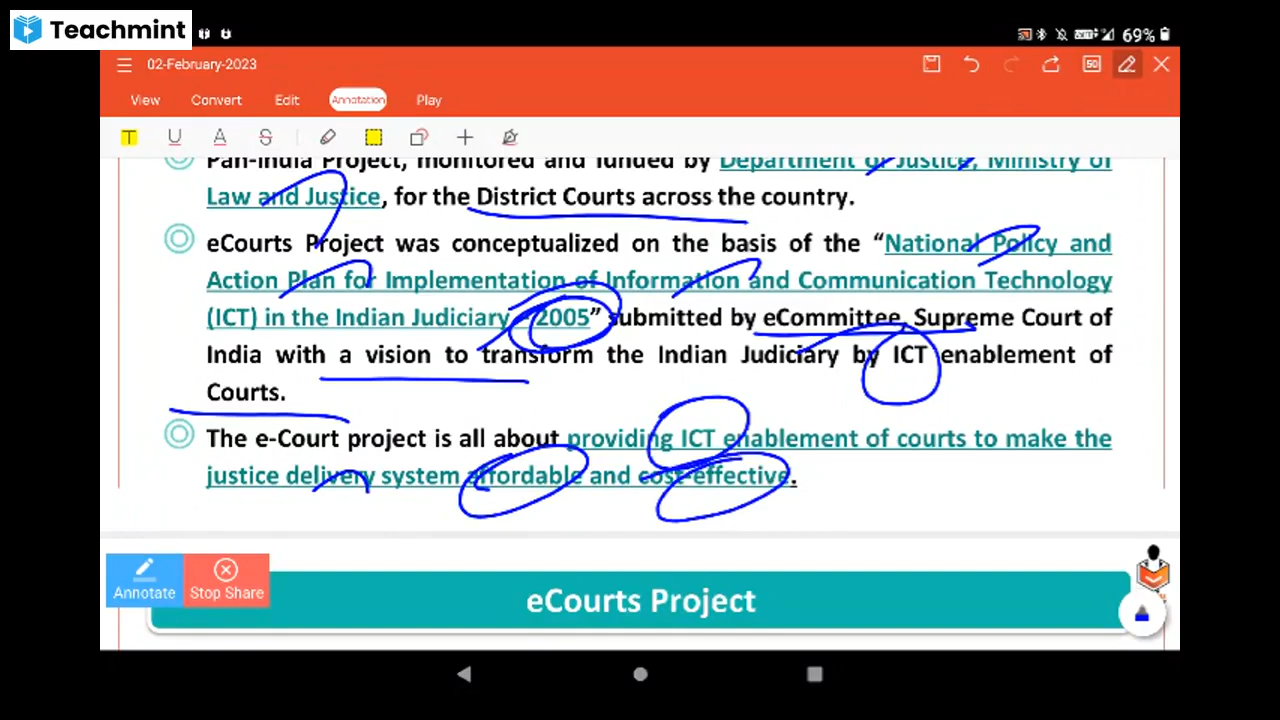 Teachmint
69%
02-February-2023
50
View Convert Edit Annotation Play
T U A S
Pan-India Project, monitored and funded by Department of Justice, Ministry of
Law and Justice, for the District Courts across the country.
eCourts Project was conceptualized on the basis of the “National Policy and
Action Plan for Implementation of Information and Communication Technology
(ICT) in the Indian Judiciary – 2005” submitted by eCommittee, Supreme Court of
India with a vision to transform the Indian Judiciary by ICT enablement of
Courts.
The e-Court project is all about providing ICT enablement of courts to make the
justice delivery system affordable and cost-effective.
Annotate Stop Share
eCourts Project